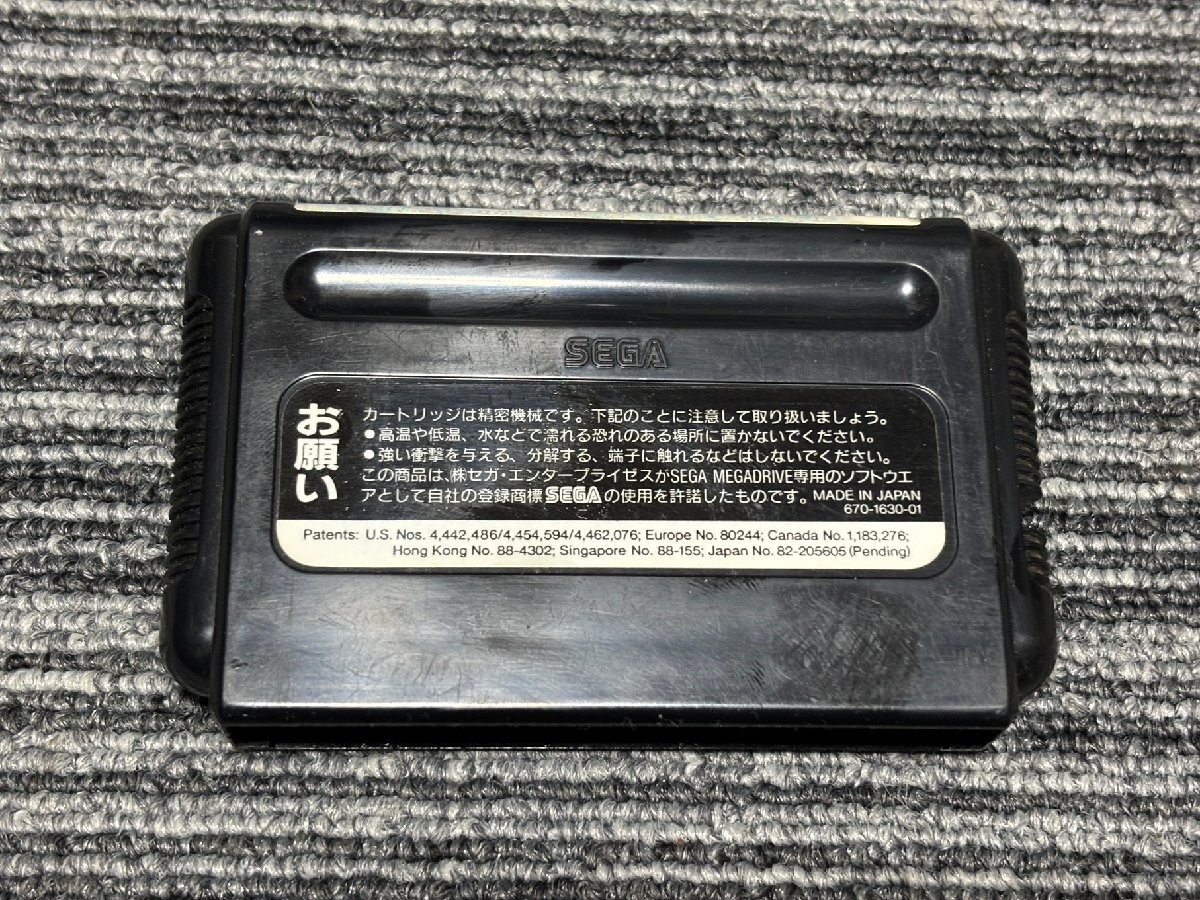 SEGA
お願い
カートリッジは精密機械です。下記のことに注意して取り扱いましょう。
●高温や低温、水などで濡れる恐れのある場所に置かないでください。
●強い衝撃を与える、分解する、端子に触れるなどはしないでください。
この商品は、㈱セガ・エンタープライゼスがSEGA MEGADRIVE専用のソフトウエ
アとして自社の登録商標SEGAの使用を許諾したものです。MADE IN JAPAN
670-1630-01
Patents: U.S. Nos. 4,442,486/4,454,594/4,462,076; Europe No. 80244; Canada No. 1,183,276;
Hong Kong No. 88-4302; Singapore No. 88-155; Japan No. 82-205605 (Pending)